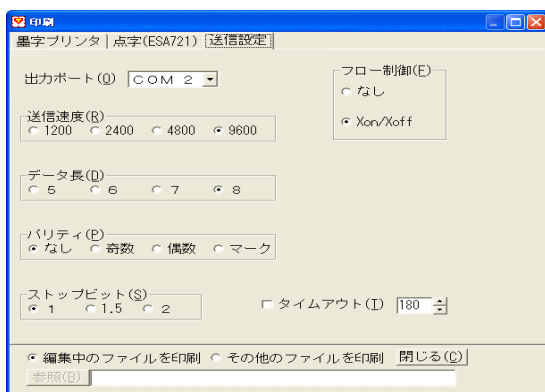 印刷
墨字プリンタ 点字(ESA721) 送信設定
出力ポート(O) COM 2
フロー制御(F)
なし
Xon/Xoff
送信速度(R)
1200 2400 4800 9600
データ長(D)
5 6 7 8
パリティ(P)
なし 奇数 偶数 マーク
ストップビット(S)
1 1.5 2
タイムアウト(T) 180
編集中のファイルを印刷 その他のファイルを印刷 閉じる(C)
参照(B)